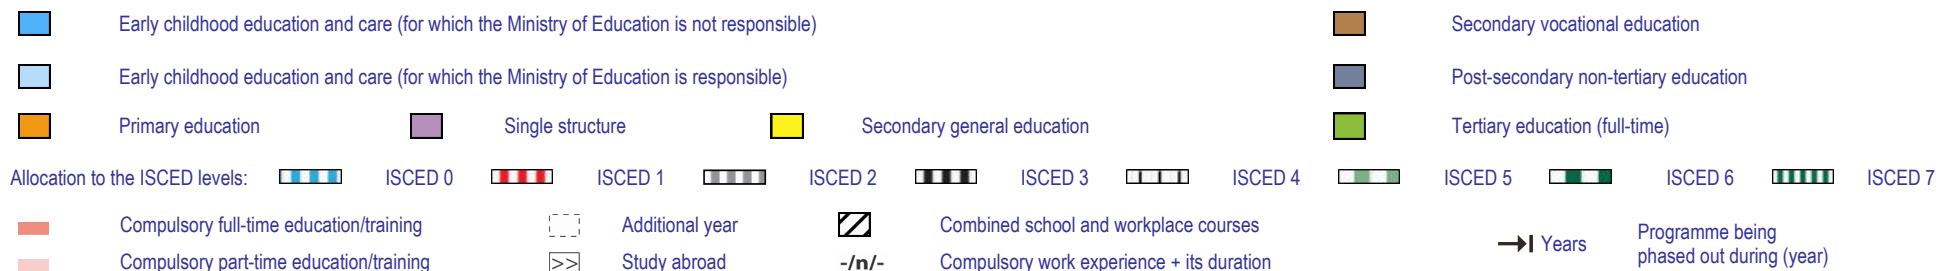 Early childhood education and care (for which the Ministry of Education is not responsible)
Secondary vocational education
Early childhood education and care (for which the Ministry of Education is responsible)
Post-secondary non-tertiary education
Primary education
Single structure
Secondary general education
Tertiary education (full-time)
Allocation to the ISCED levels:
ISCED 0
ISCED 1
ISCED 2
ISCED 3
ISCED 4
ISCED 5
ISCED 6
ISCED 7
Compulsory full-time education/training
Additional year
Combined school and workplace courses
Years
Programme being
phased out during (year)
Compulsory part-time education/training
>>
Study abroad
-/n/-
Compulsory work experience + its duration